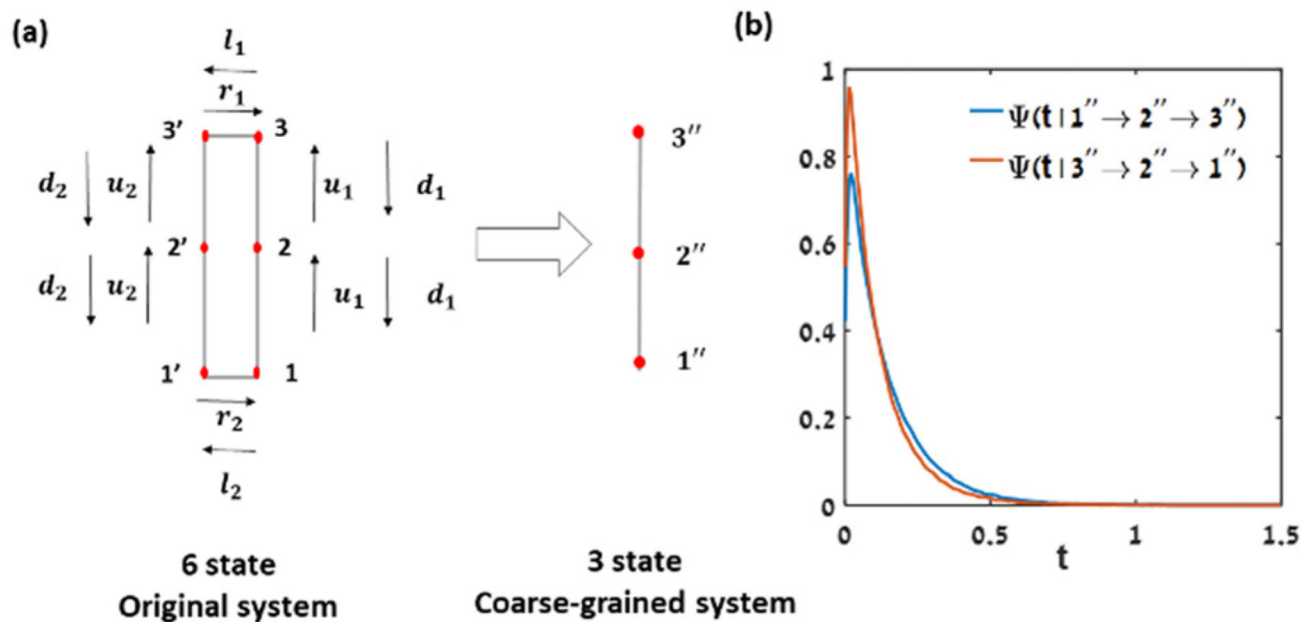 (a)
l₁
r₁
3′ 3
d₂ u₂ u₁ d₁
2′ 2
d₂ u₂ u₁ d₁
1′ 1
r₂
l₂
6 state
Original system
3′′
2′′
1′′
3 state
Coarse-grained system
(b)
1
0.8
0.6
0.4
0.2
0
Ψ(t | 1′′ → 2′′ → 3′′)
Ψ(t | 3′′ → 2′′ → 1′′)
0 0.5 1 1.5
t